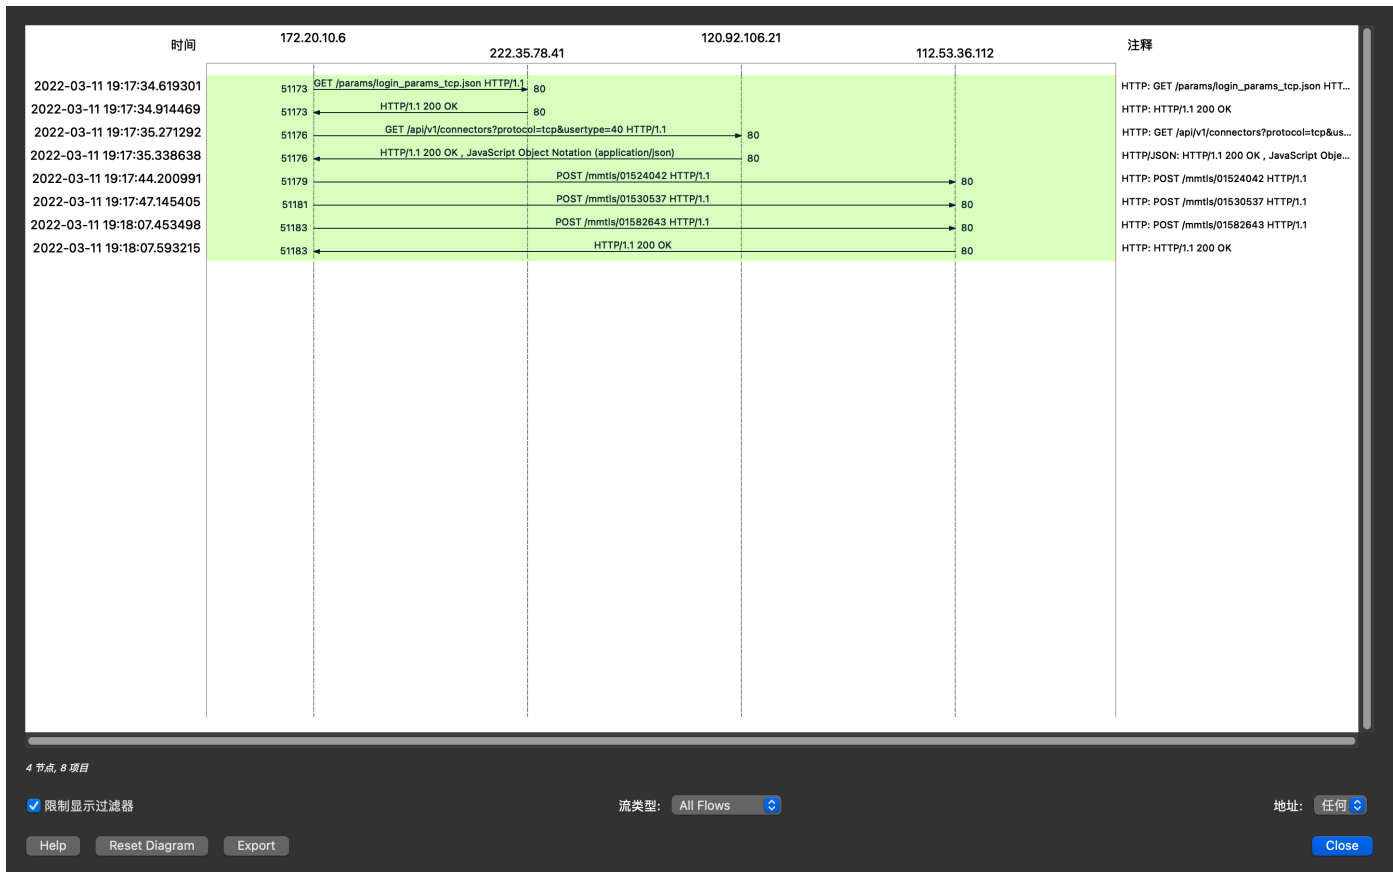 时间
172.20.10.6
222.35.78.41
120.92.106.21
112.53.36.112
注释
2022-03-11 19:17:34.619301
51173
GET /params/login_params_tcp.json HTTP/1.1
80
HTTP: GET /params/login_params_tcp.json HTT...
2022-03-11 19:17:34.914469
51173
HTTP/1.1 200 OK
80
HTTP: HTTP/1.1 200 OK
2022-03-11 19:17:35.271292
51176
GET /api/v1/connectors?protocol=tcp&usertype=40 HTTP/1.1
80
HTTP: GET /api/v1/connectors?protocol=tcp&us...
2022-03-11 19:17:35.338638
51176
HTTP/1.1 200 OK , JavaScript Object Notation (application/json)
80
HTTP/JSON: HTTP/1.1 200 OK , JavaScript Obje...
2022-03-11 19:17:44.200991
51179
POST /mmtls/01524042 HTTP/1.1
80
HTTP: POST /mmtls/01524042 HTTP/1.1
2022-03-11 19:17:47.145405
51181
POST /mmtls/01530537 HTTP/1.1
80
HTTP: POST /mmtls/01530537 HTTP/1.1
2022-03-11 19:18:07.453498
51183
POST /mmtls/01582643 HTTP/1.1
80
HTTP: POST /mmtls/01582643 HTTP/1.1
2022-03-11 19:18:07.593215
51183
HTTP/1.1 200 OK
80
HTTP: HTTP/1.1 200 OK
4 节点, 8 项目
限制显示过滤器
流类型: All Flows
地址: 任何
Help
Reset Diagram
Export
Close